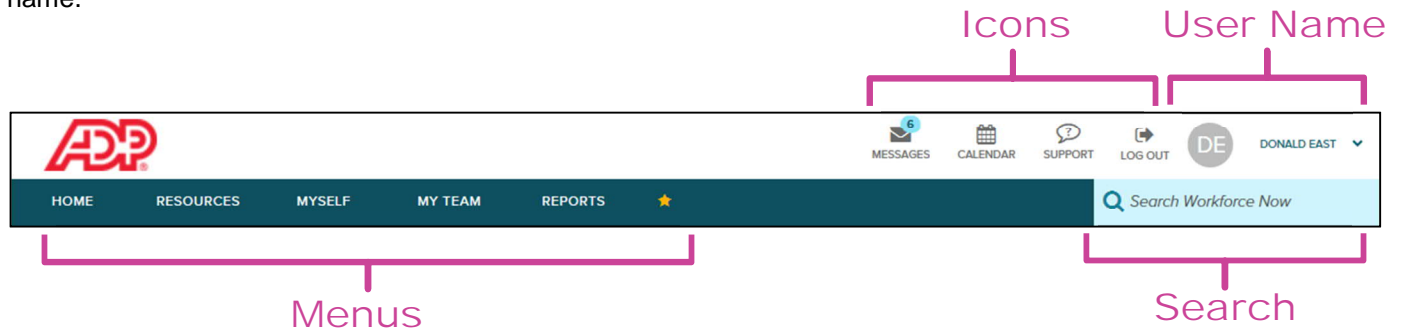 name.
Icons User Name
ADP
6
MESSAGES CALENDAR SUPPORT LOG OUT DE DONALD EAST
HOME RESOURCES MYSELF MY TEAM REPORTS Search Workforce Now
Menus Search